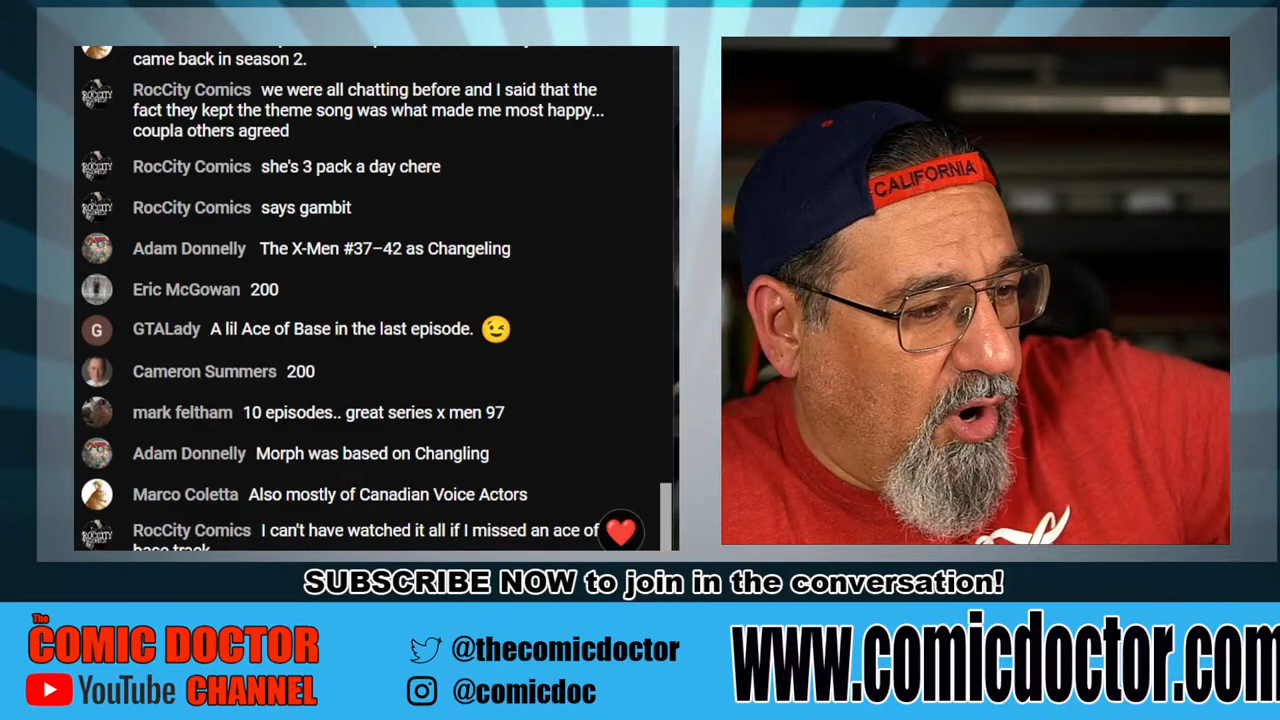 came back in season 2.
RocCity Comics we were all chatting before and I said that the
fact they kept the theme song was what made me most happy...
coupla others agreed
RocCity Comics she's 3 pack a day chere
RocCity Comics says gambit
Adam Donnelly The X-Men #37–42 as Changeling
Eric McGowan 200
G GTALady A lil Ace of Base in the last episode. 😉
Cameron Summers 200
mark feltham 10 episodes.. great series x men 97
Adam Donnelly Morph was based on Changling
Marco Coletta Also mostly of Canadian Voice Actors
RocCity Comics I can't have watched it all if I missed an ace of
base track
CALIFORNIA
SUBSCRIBE NOW to join in the conversation!
The
COMIC DOCTOR
YouTube CHANNEL
@thecomicdoctor
@comicdoc
www.comicdoctor.com